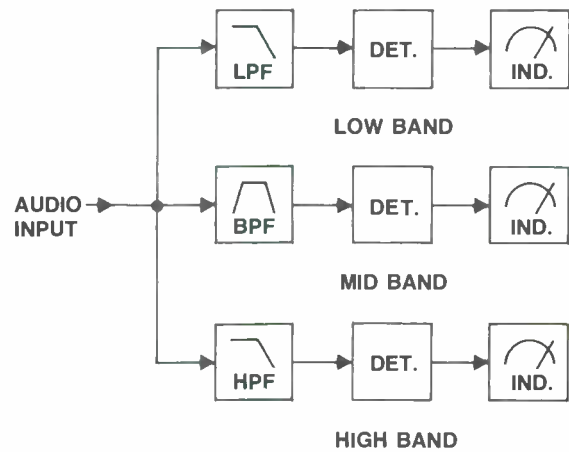 LPF
DET.
IND.
LOW BAND
AUDIO
INPUT
BPF
DET.
IND.
MID BAND
HPF
DET.
IND.
HIGH BAND